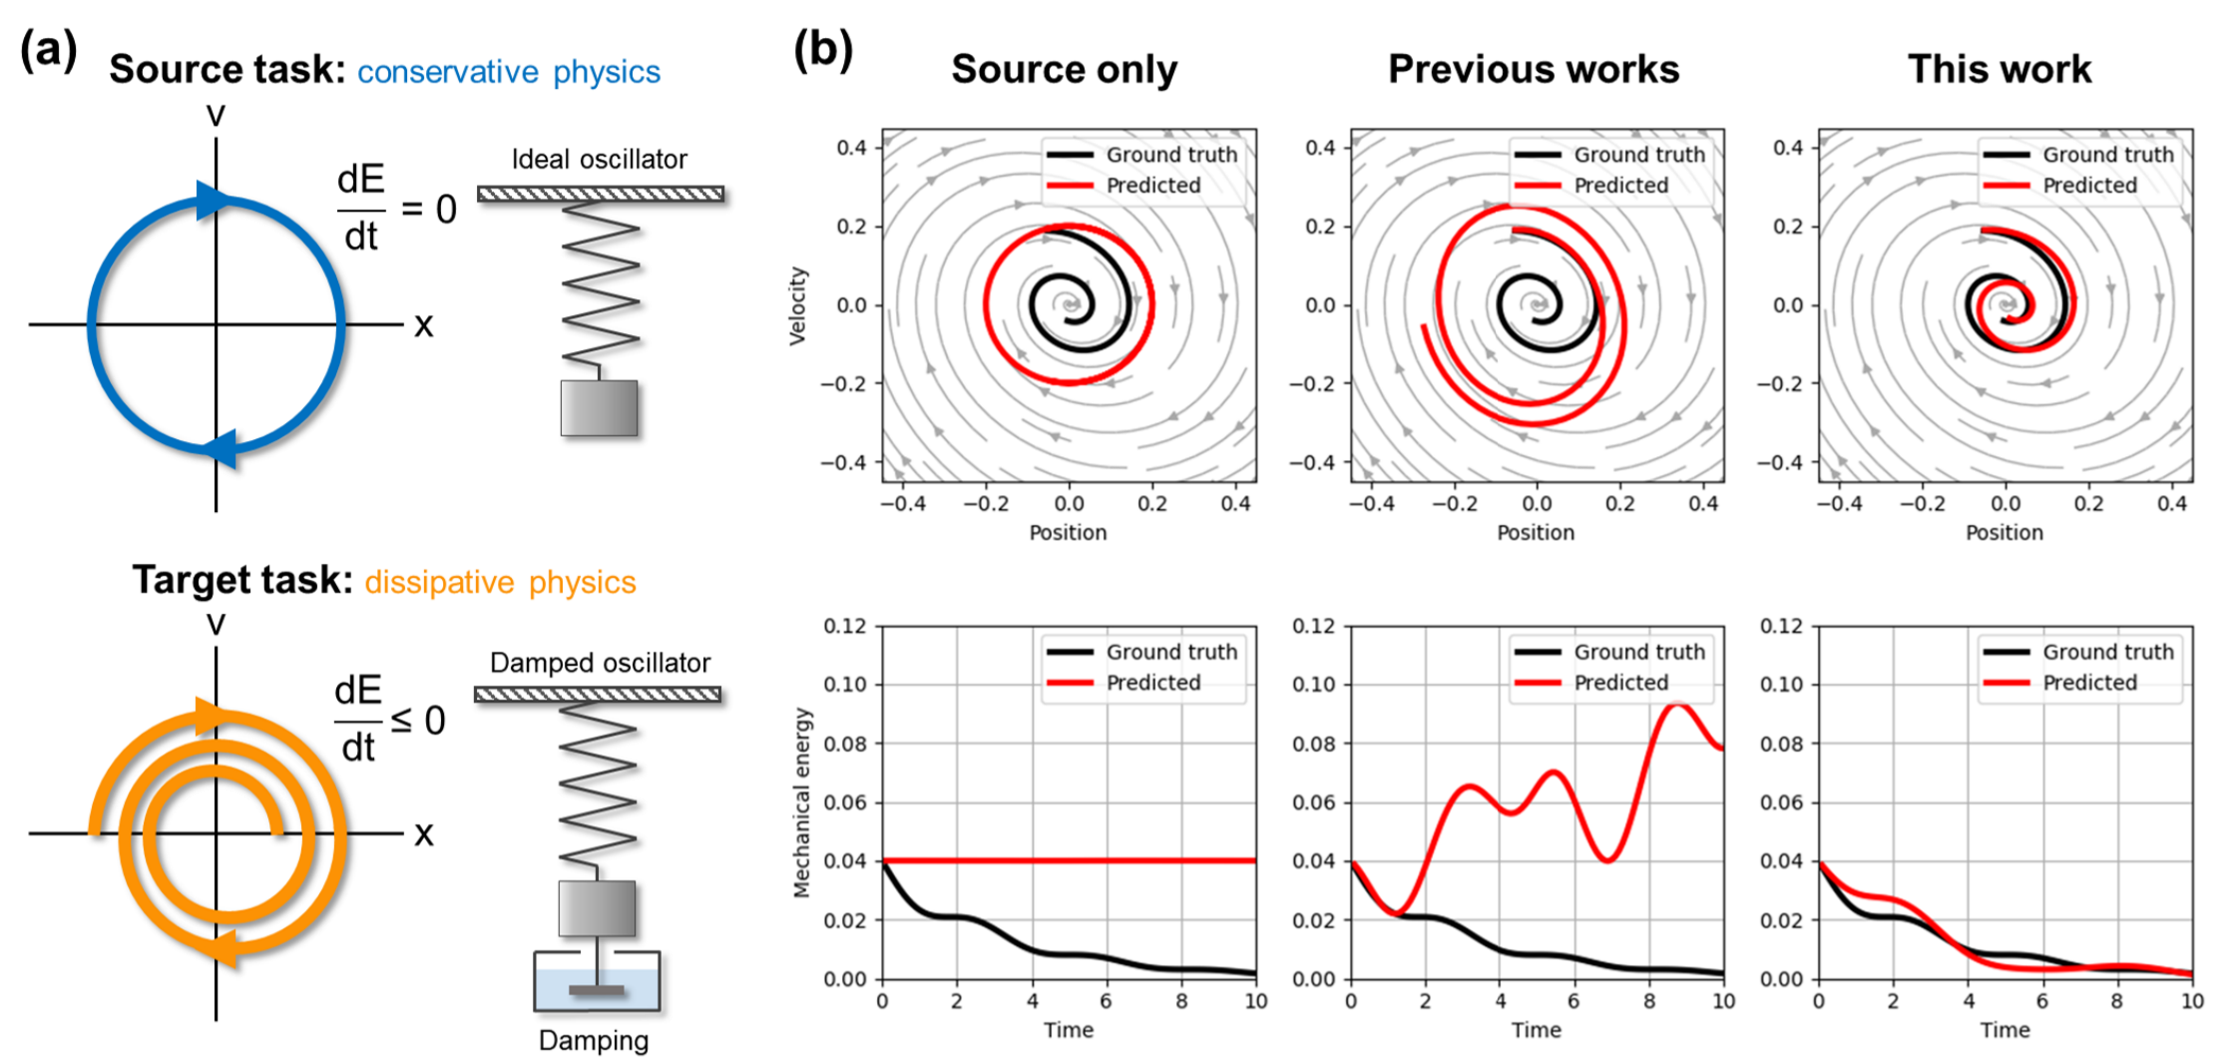 (a)
Source task: conservative physics
v
dE
dt
= 0
x
Ideal oscillator
Target task: dissipative physics
v
dE
dt
≤ 0
x
Damped oscillator
Damping
(b)
Source only
Previous works
This work
Ground truth
Predicted
0.4
0.2
0.0
−0.2
−0.4
Velocity
−0.4 −0.2 0.0 0.2 0.4
Position
Ground truth
Predicted
0.4
0.2
0.0
−0.2
−0.4
−0.4 −0.2 0.0 0.2 0.4
Position
Ground truth
Predicted
0.4
0.2
0.0
−0.2
−0.4
−0.4 −0.2 0.0 0.2 0.4
Position
Ground truth
Predicted
0.12
0.10
0.08
0.06
0.04
0.02
0.00
Mechanical energy
0 2 4 6 8 10
Time
Ground truth
Predicted
0.12
0.10
0.08
0.06
0.04
0.02
0.00
0 2 4 6 8 10
Time
Ground truth
Predicted
0.12
0.10
0.08
0.06
0.04
0.02
0.00
0 2 4 6 8 10
Time